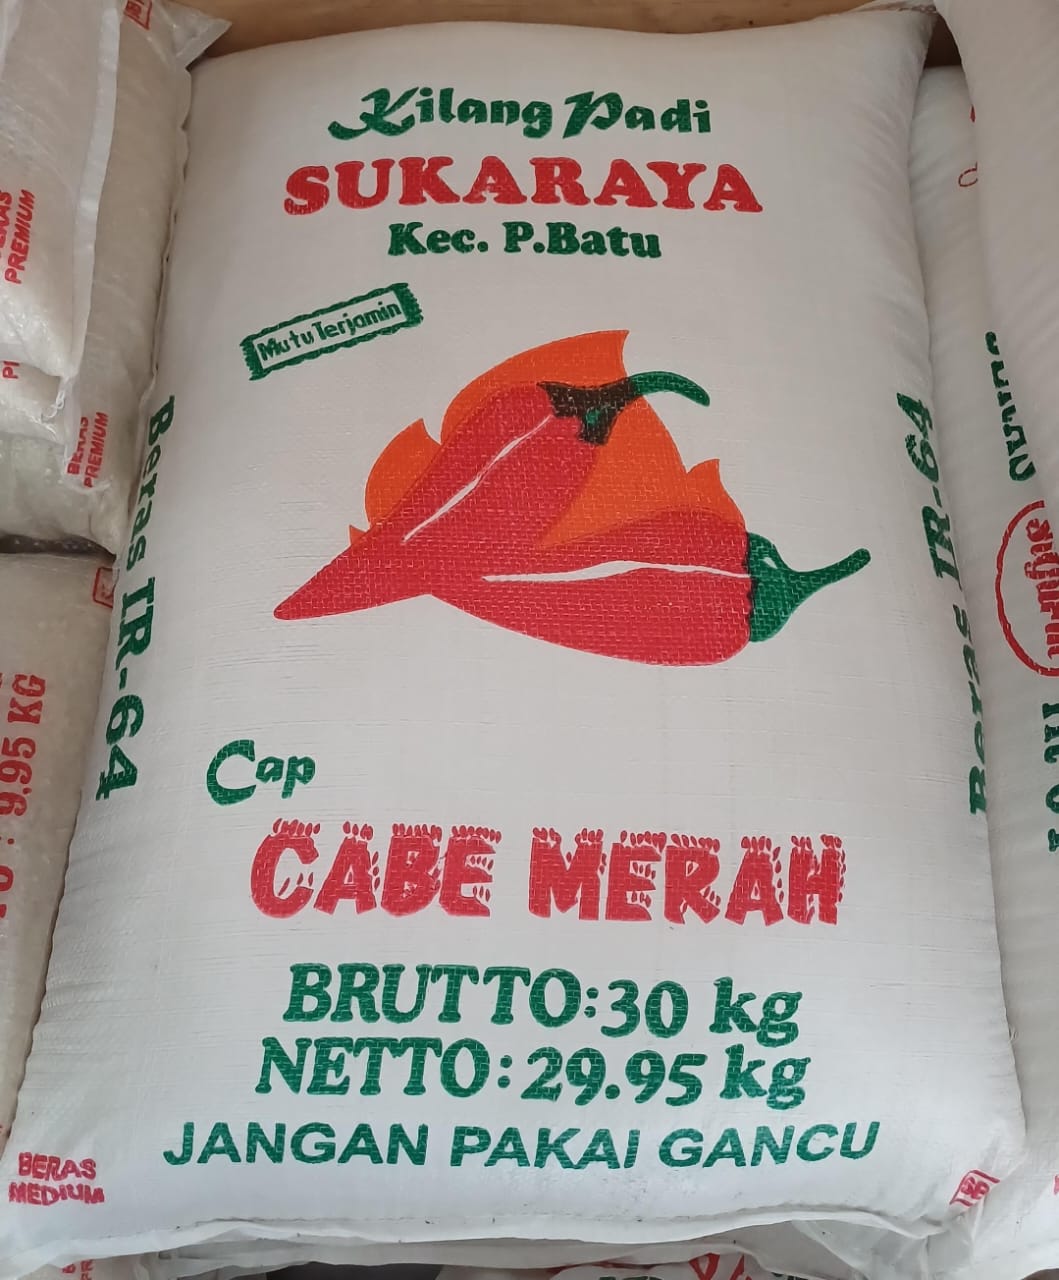 Kilang Padi
SUKARAYA
Kec. P.Batu
Mutu Terjamin
Beras IR-64
Beras IR-64
Cap
CABE MERAH
BRUTTO:30 kg
NETTO: 29.95 kg
JANGAN PAKAI GANCU
BERAS
MEDIUM
PREMIUM
BERAS
PREMIUM
9.95 KG